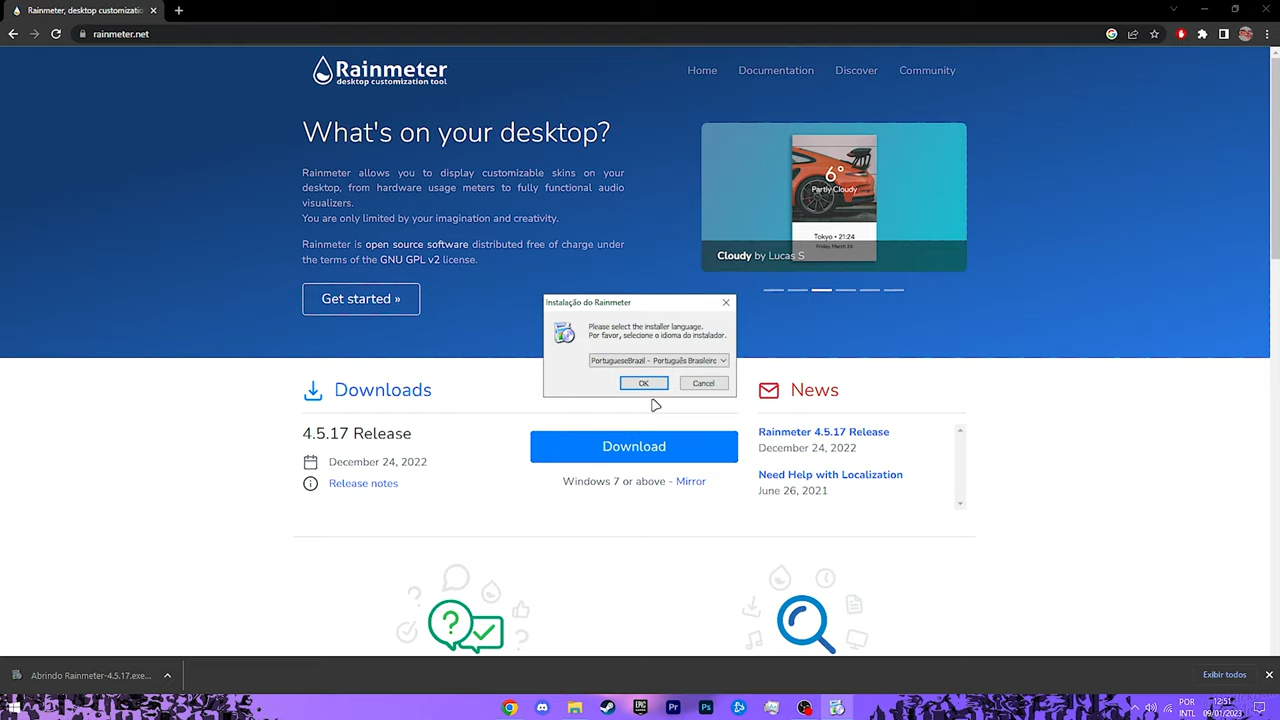 Rainmeter, desktop customizatio
rainmeter.net
Rainmeter
desktop customization tool
Home
Documentation
Discover
Community
What's on your desktop?
Rainmeter allows you to display customizable skins on your
desktop, from hardware usage meters to fully functional audio
visualizers.
You are only limited by your imagination and creativity.
Rainmeter is open source software distributed free of charge under
the terms of the GNU GPL v2 license.
Get started »
6°
Partly Cloudy
Tokyo • 21:24
Friday, March 24
Cloudy by Lucas S
Instalação do Rainmeter
Please select the installer language.
Por favor, selecione o idioma do instalador.
PortugueseBrazil - Português Brasileirc
OK
Cancel
Downloads
4.5.17 Release
December 24, 2022
Release notes
Download
Windows 7 or above - Mirror
News
Rainmeter 4.5.17 Release
December 24, 2022
Need Help with Localization
June 26, 2021
Abrindo Rainmeter-4.5.17.exe...
Exibir todos
EPIC
Pr
Ps
POR
INTL
12:51
09/01/2023